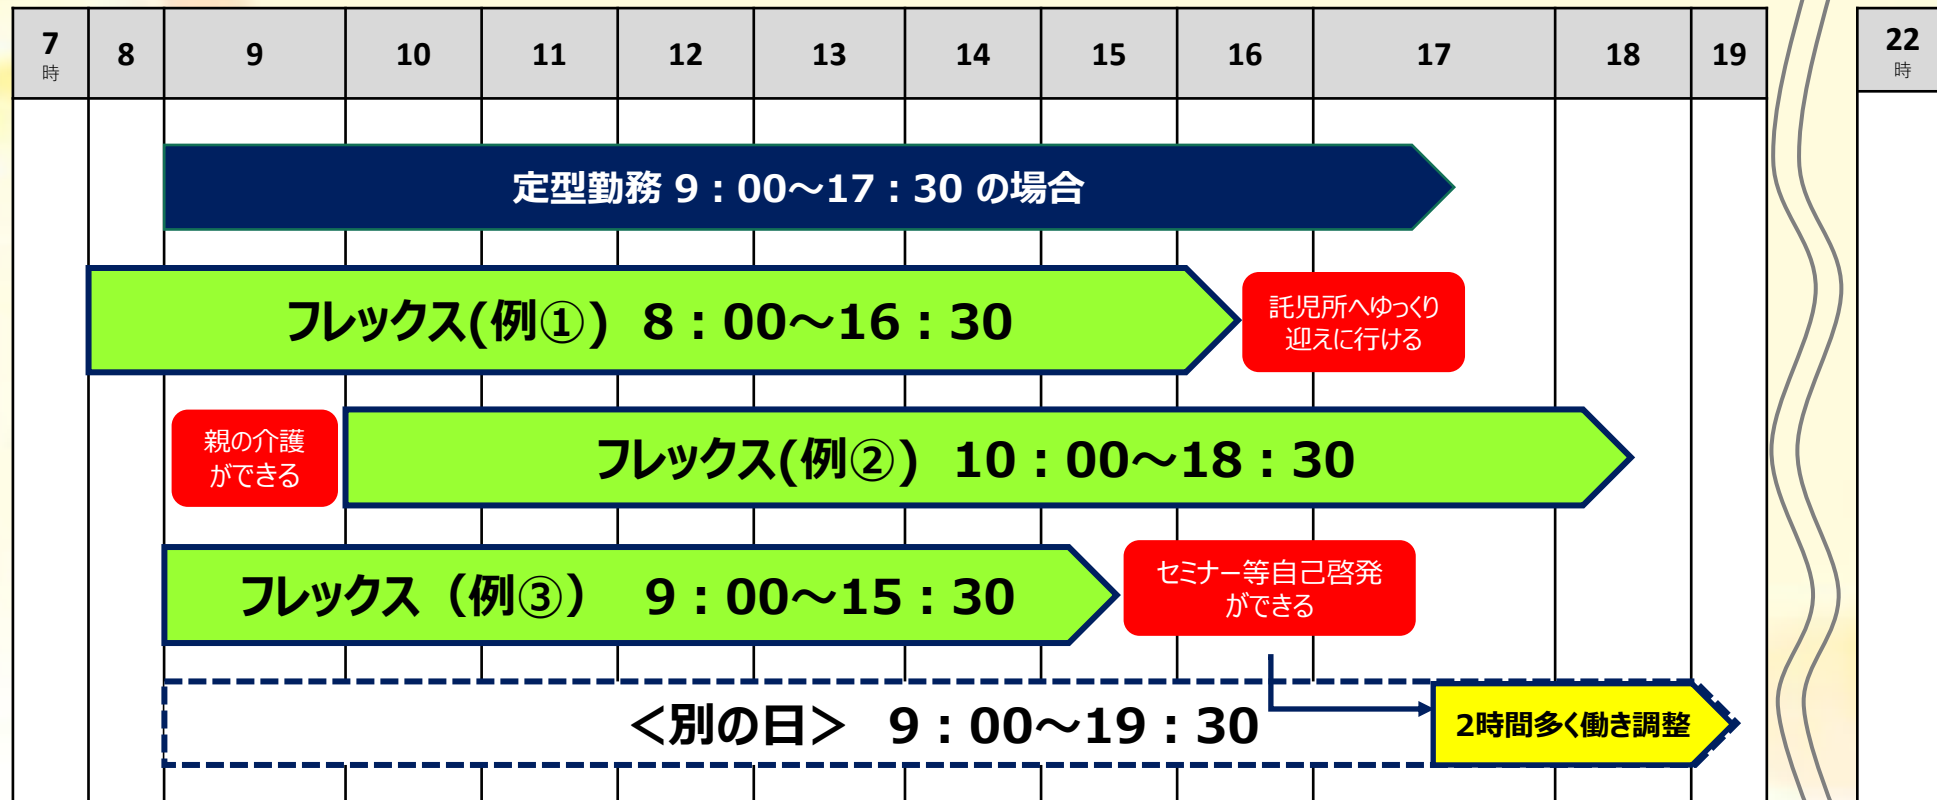 7 8 9 10 11 12 13 14 15 16 17 18 19 22
時 時
定型勤務 9：00～17：30 の場合
フレックス(例①) 8：00～16：30
託児所へゆっくり
迎えに行ける
親の介護
ができる
フレックス(例②) 10：00～18：30
フレックス（例③） 9：00～15：30
セミナー等自己啓発
ができる
＜別の日＞ 9：00～19：30
2時間多く働き調整